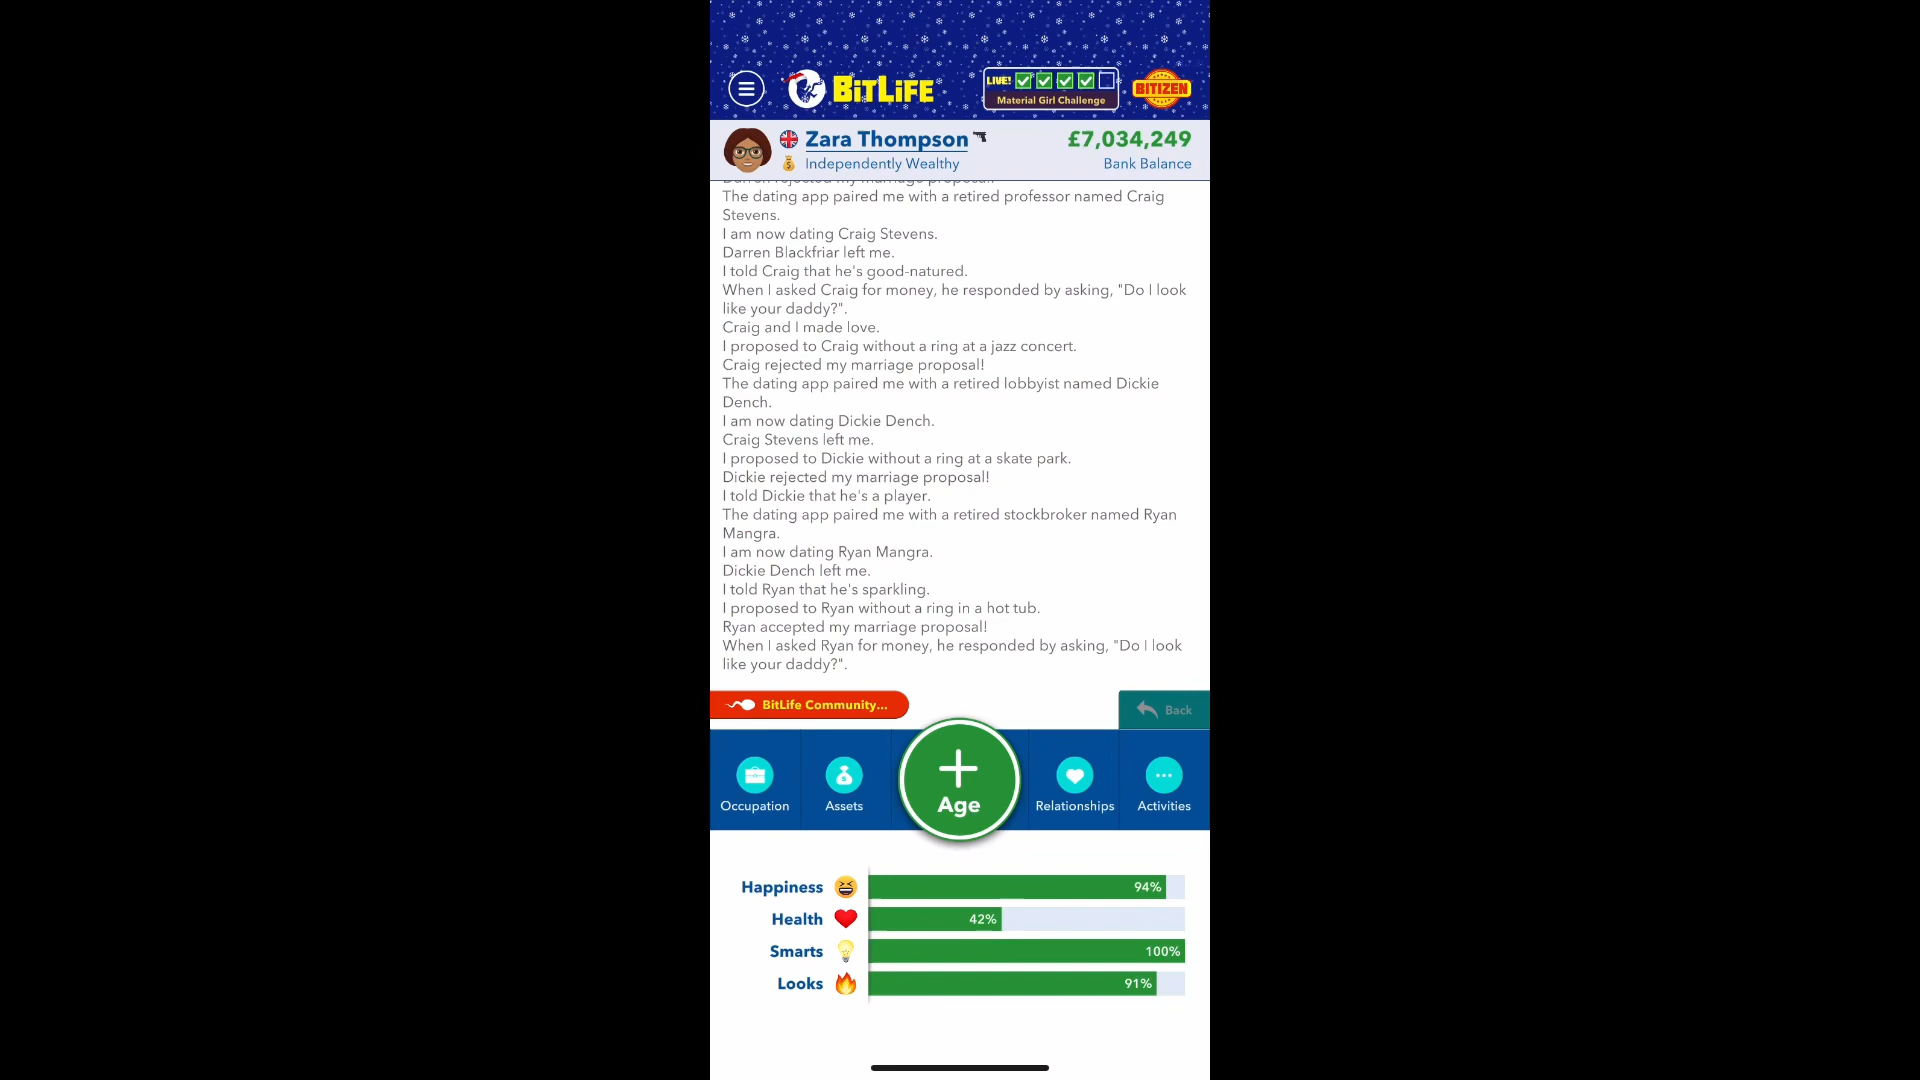 BitLife
LIVE!
Material Girl Challenge
BITIZEN
Zara Thompson
£7,034,249
Independently Wealthy
Bank Balance
Darren rejected my marriage proposal!
The dating app paired me with a retired professor named Craig
Stevens.
I am now dating Craig Stevens.
Darren Blackfriar left me.
I told Craig that he's good-natured.
When I asked Craig for money, he responded by asking, "Do I look
like your daddy?".
Craig and I made love.
I proposed to Craig without a ring at a jazz concert.
Craig rejected my marriage proposal!
The dating app paired me with a retired lobbyist named Dickie
Dench.
I am now dating Dickie Dench.
Craig Stevens left me.
I proposed to Dickie without a ring at a skate park.
Dickie rejected my marriage proposal!
I told Dickie that he's a player.
The dating app paired me with a retired stockbroker named Ryan
Mangra.
I am now dating Ryan Mangra.
Dickie Dench left me.
I told Ryan that he's sparkling.
I proposed to Ryan without a ring in a hot tub.
Ryan accepted my marriage proposal!
When I asked Ryan for money, he responded by asking, "Do I look
like your daddy?".
BitLife Community...
Back
Occupation
Assets
Age
Relationships
Activities
Happiness
94%
Health
42%
Smarts
100%
Looks
91%